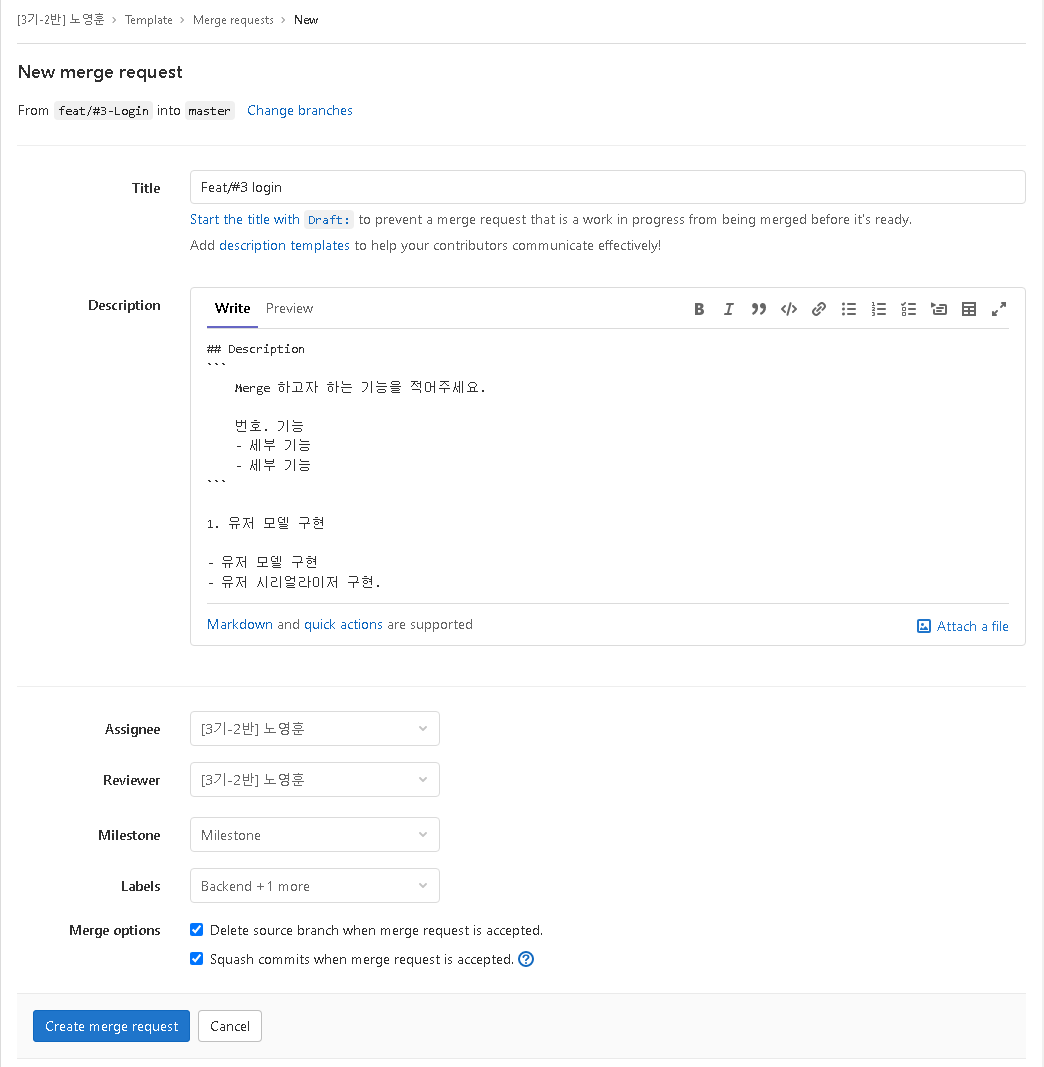 [3기-2반] 노영훈 › Template › Merge requests › New
New merge request
From feat/#3-Login into master Change branches
Title
Feat/#3 login
Start the title with Draft: to prevent a merge request that is a work in progress from being merged before it's ready.
Add description templates to help your contributors communicate effectively!
Description
Write Preview
## Description
```
Merge 하고자 하는 기능을 적어주세요.
번호. 기능
- 세부 기능
- 세부 기능
```
1. 유저 모델 구현
- 유저 모델 구현
- 유저 시리얼라이저 구현.
Markdown and quick actions are supported
Attach a file
Assignee
[3기-2반] 노영훈
Reviewer
[3기-2반] 노영훈
Milestone
Milestone
Labels
Backend +1 more
Merge options
Delete source branch when merge request is accepted.
Squash commits when merge request is accepted.
Create merge request
Cancel